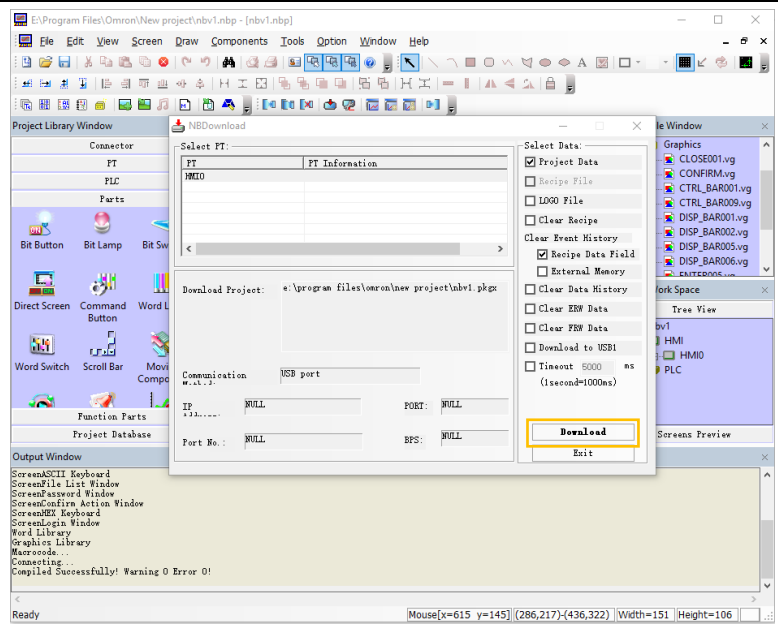 E:\Program Files\Omron\New project\nbv1.nbp - [nbv1.nbp]
File Edit View Screen Draw Components Tools Option Window Help
Project Library Window
Connector
PT
PLC
Parts
Bit Button Bit Lamp Bit Sw
Direct Screen Command Button Word L
Word Switch Scroll Bar Movi
Compo
Function Parts
Project Database
NBDownload
Select PT:
PT PT Information
HMI0
Download Project: e:\program files\omron\new project\nbv1.pkgx
Communication
USB port
IP
NULL
PORT: NULL
Port No.: NULL
BPS: NULL
Select Data:
Project Data
Recipe File
LOGO File
Clear Recipe
Clear Event History
Recipe Data Field
External Memory
Clear Data History
Clear ERW Data
Clear FRW Data
Download to USB1
Timeout 5000 ms
(1second=1000ms)
Download
Exit
le Window
Graphics
CLOSE001.vg
CONFIRM.vg
CTRL_BAR001.vg
CTRL_BAR009.vg
DISP_BAR001.vg
DISP_BAR002.vg
DISP_BAR005.vg
DISP_BAR006.vg
ENTER005.vg
ork Space
Tree View
bv1
HMI
HMI0
PLC
Screens Preview
Output Window
ScreenASCII Keyboard
ScreenFile List Window
ScreenPassword Window
ScreenConfirm Action Window
ScreenHEX Keyboard
ScreenLogin Window
Word Library
Graphics Library
Macrocode...
Connecting...
Compiled Successfully! Warning 0 Error 0!
Ready
Mouse[x=615 y=145] (286,217)-(436,322) Width=151 Height=106